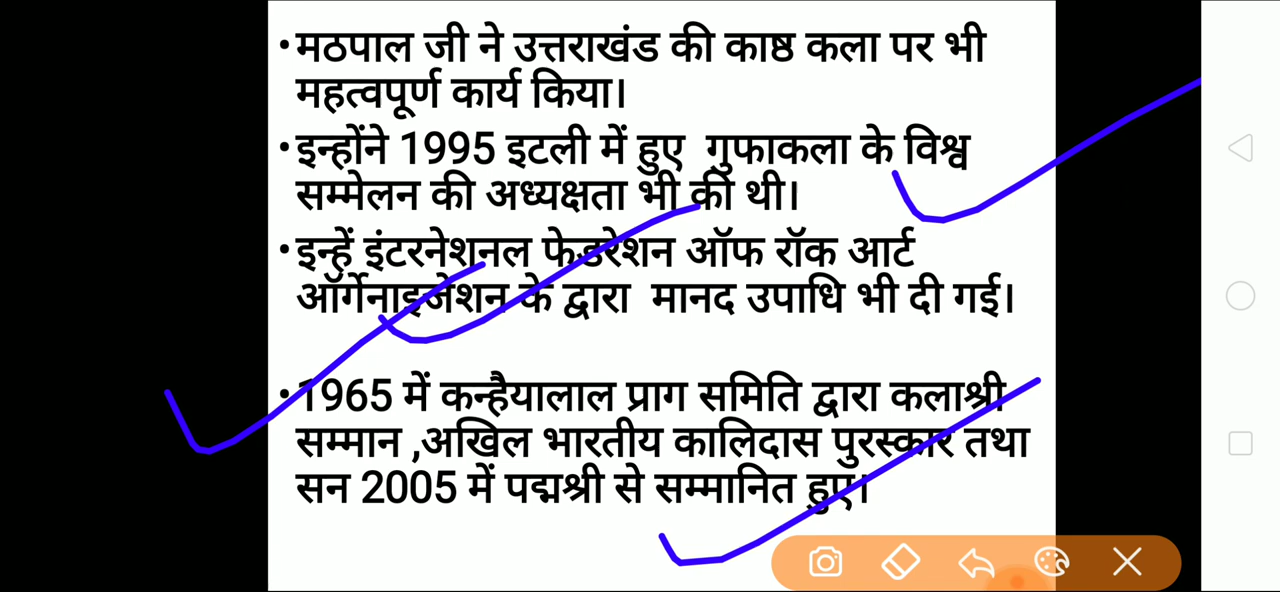 •मठपाल जी ने उत्तराखंड की काष्ठ कला पर भी
महत्वपूर्ण कार्य किया।
•इन्होंने 1995 इटली में हुए गुफाकला के विश्व
सम्मेलन की अध्यक्षता भी की थी।
•इन्हें इंटरनेशनल फेडरेशन ऑफ रॉक आर्ट
ऑर्गेनाइजेशन के द्वारा मानद उपाधि भी दी गई।
•1965 में कन्हैयालाल प्राग समिति द्वारा कलाश्री
सम्मान ,अखिल भारतीय कालिदास पुरस्कार तथा
सन 2005 में पद्मश्री से सम्मानित हुए।